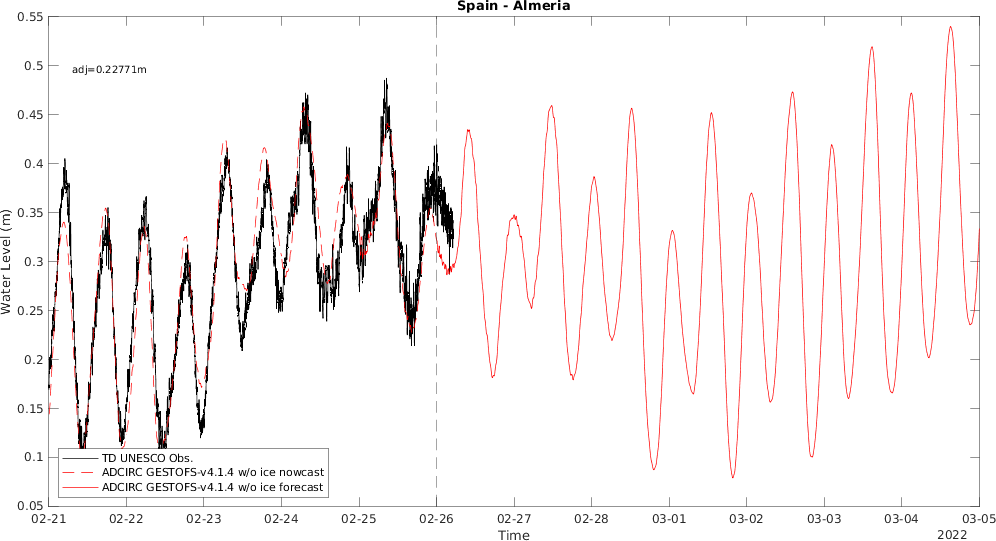 Spain - Almeria
adj=0.22771m
0.55
0.5
0.45
0.4
0.35
0.3
0.25
0.2
0.15
0.1
0.05
Water Level (m)
TD UNESCO Obs.
ADCIRC GESTOFS-v4.1.4 w/o ice nowcast
ADCIRC GESTOFS-v4.1.4 w/o ice forecast
02-21 02-22 02-23 02-24 02-25 02-26 02-27 02-28 03-01 03-02 03-03 03-04 03-05
Time
2022